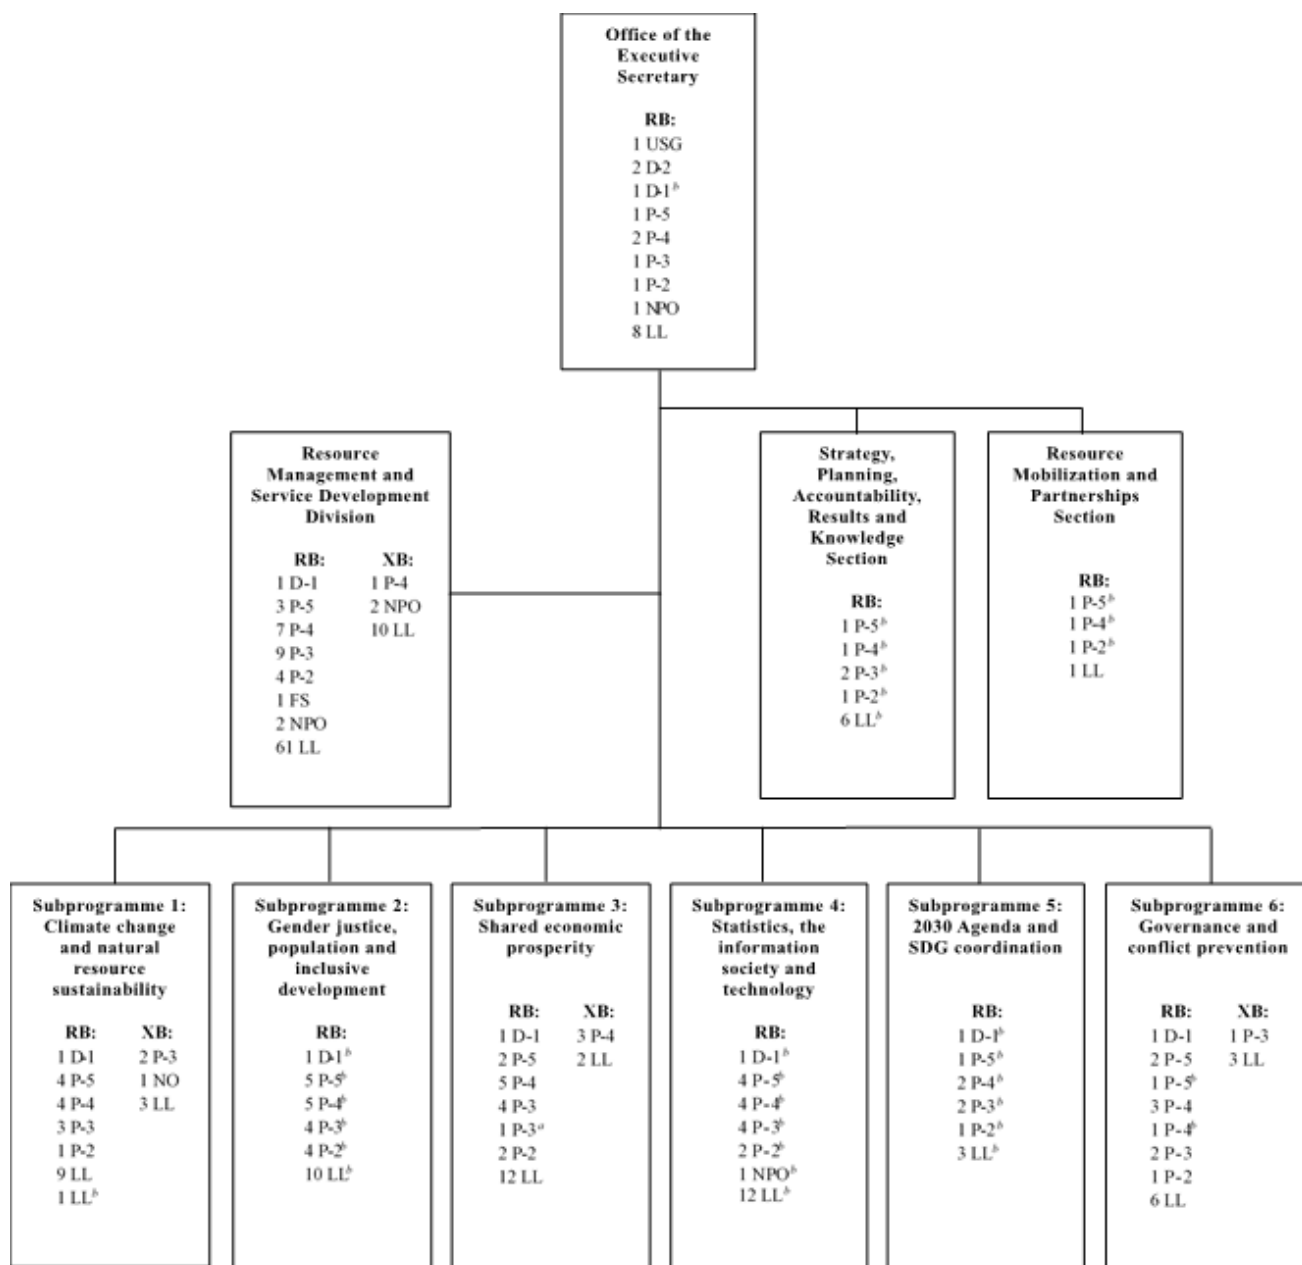 Office of the
Executive
Secretary
RB:
1 USG
2 D-2
1 D-1ᵇ
1 P-5
2 P-4
1 P-3
1 P-2
1 NPO
8 LL
Resource
Management and
Service Development
Division
RB:
1 D-1
3 P-5
7 P-4
9 P-3
4 P-2
1 FS
2 NPO
61 LL
XB:
1 P-4
2 NPO
10 LL
Strategy,
Planning,
Accountability,
Results and
Knowledge
Section
RB:
1 P-5ᵇ
1 P-4ᵇ
2 P-3ᵇ
1 P-2ᵇ
6 LLᵇ
Resource
Mobilization and
Partnerships
Section
RB:
1 P-5ᵇ
1 P-4ᵇ
1 P-2ᵇ
1 LL
Subprogramme 1:
Climate change
and natural
resource
sustainability
RB:
1 D-1
4 P-5
4 P-4
3 P-3
1 P-2
9 LL
1 LLᵇ
XB:
2 P-3
1 NO
3 LL
Subprogramme 2:
Gender justice,
population and
inclusive
development
RB:
1 D-1ᵇ
5 P-5ᵇ
5 P-4ᵇ
4 P-3ᵇ
4 P-2ᵇ
10 LLᵇ
Subprogramme 3:
Shared economic
prosperity
RB:
1 D-1
2 P-5
5 P-4
4 P-3
1 P-3ᵃ
2 P-2
12 LL
XB:
3 P-4
2 LL
Subprogramme 4:
Statistics, the
information
society and
technology
RB:
1 D-1ᵇ
4 P-5ᵇ
4 P-4ᵇ
4 P-3ᵇ
2 P-2ᵇ
1 NPOᵇ
12 LLᵇ
Subprogramme 5:
2030 Agenda and
SDG coordination
RB:
1 D-1ᵇ
1 P-5ᵇ
2 P-4ᵇ
2 P-3ᵇ
1 P-2ᵇ
3 LLᵇ
Subprogramme 6:
Governance and
conflict prevention
RB:
1 D-1
2 P-5
1 P-5ᵇ
3 P-4
1 P-4ᵇ
2 P-3
1 P-2
6 LL
XB:
1 P-3
3 LL